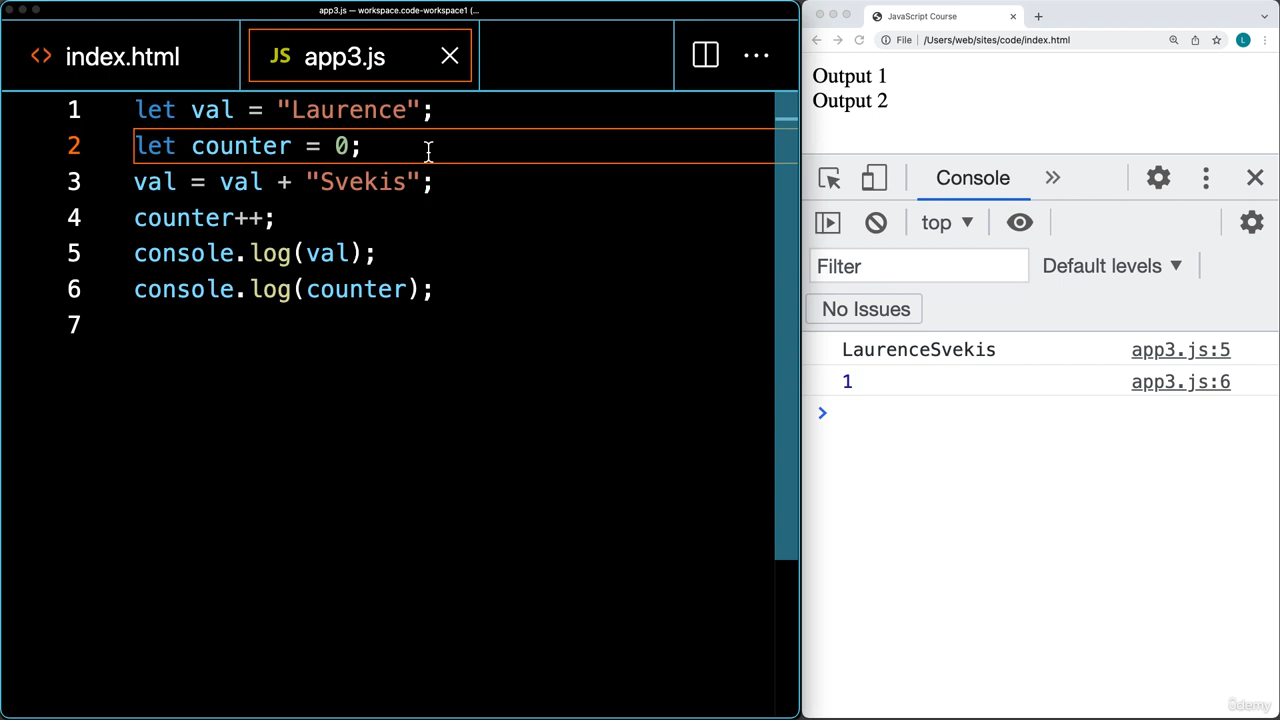 app3.js — workspace.code-workspace1 (...
<> index.html
JS app3.js
1 let val = "Laurence";
2 let counter = 0;
3 val = val + "Svekis";
4 counter++;
5 console.log(val);
6 console.log(counter);
7
JavaScript Course
File /Users/web/sites/code/index.html L
Output 1
Output 2
Console
top
Filter Default levels
No Issues
LaurenceSvekis app3.js:5
1 app3.js:6
ûdemy